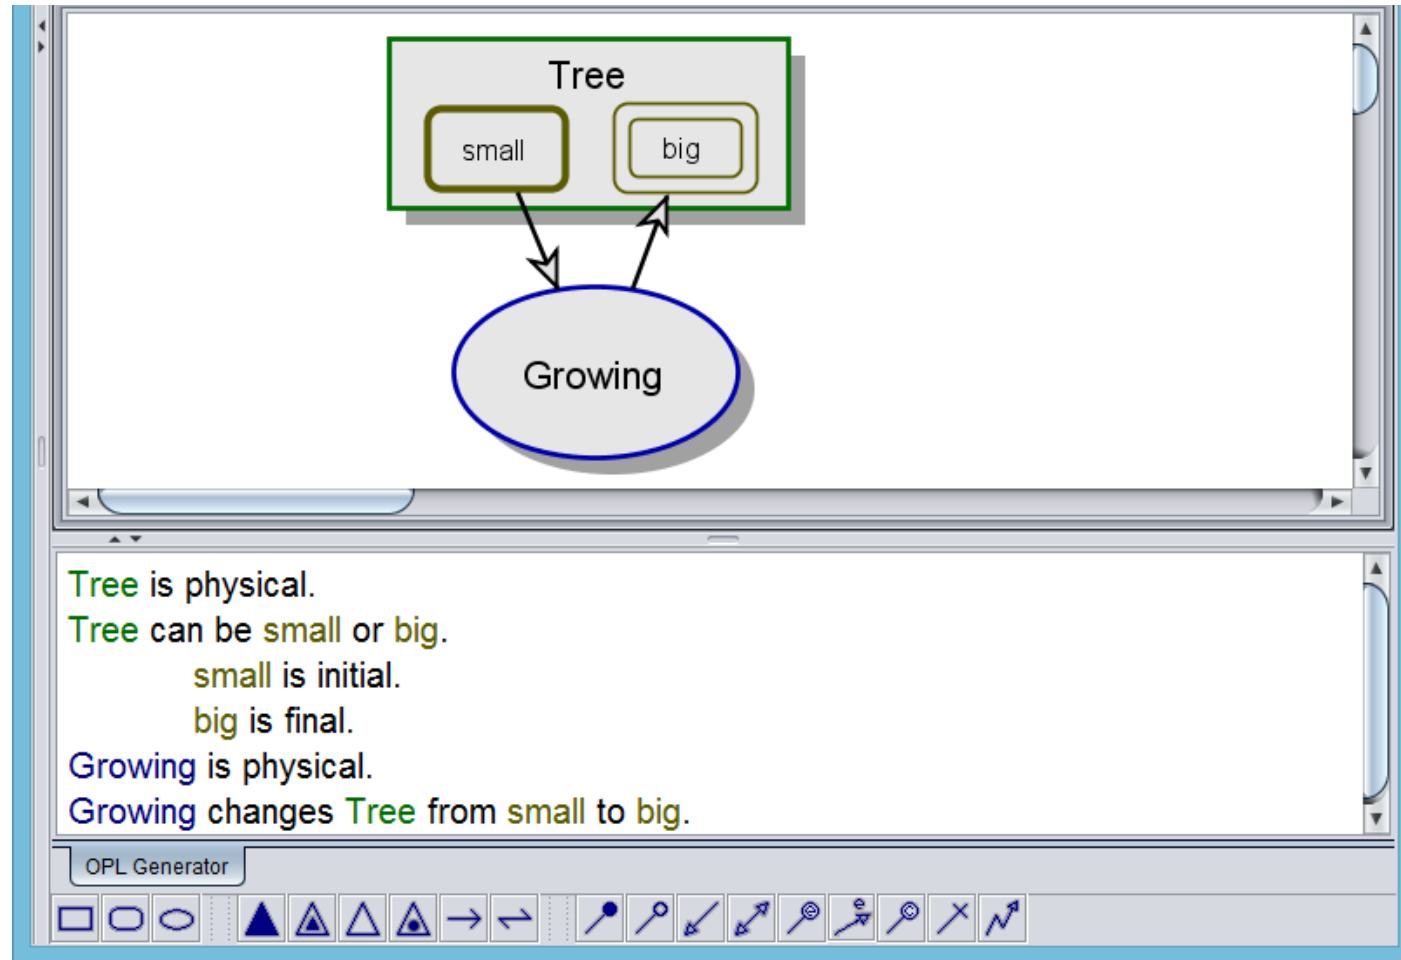 Tree
small
big
Growing
Tree is physical.
Tree can be small or big.
small is initial.
big is final.
Growing is physical.
Growing changes Tree from small to big.
OPL Generator
e
e
c